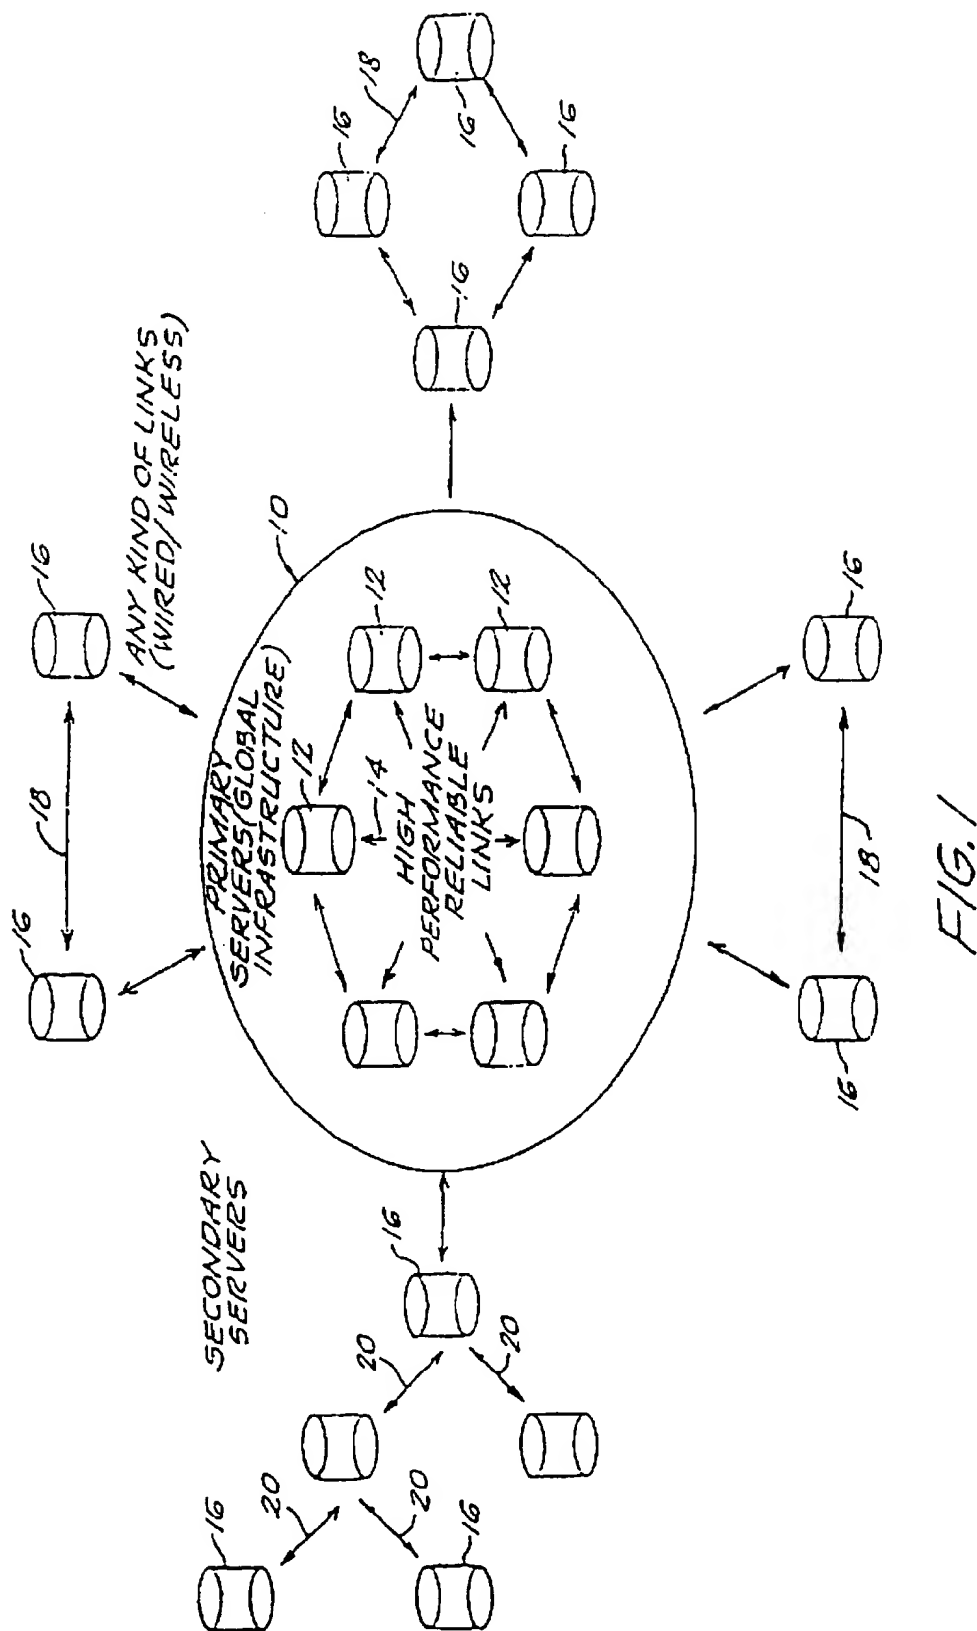 16
16
18
ANY KIND OF LINKS
(WIRED/WIRELESS)
SECONDARY
SERVERS
PRIMARY
SERVERS(GLOBAL
INFRASTRUCTURE)
16
20
10
12
16
18
20
14
12
16
20
HIGH
PERFORMANCE
RELIABLE
LINKS
16
16
16
20
12
16
16
16
18
FIG. 1